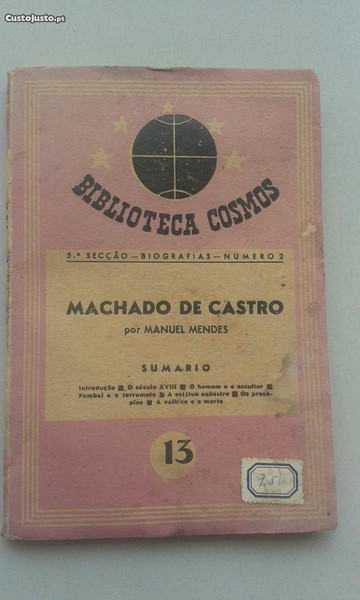 CustoJusto.pt
BIBLIOTECA COSMOS
5.ª SECÇÃO — BIOGRAFIAS — NUMERO 2
MACHADO DE CASTRO
por MANUEL MENDES
SUMARIO
Introdução ■ O século XVIII ■ O homem e o escultor ■
Pombal e o terramoto ■ A estátua eqüestre ■ Os presé-
pios ■ A velhice e a morte
13